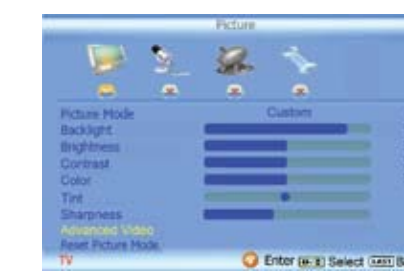 Picture
Picture Mode Custom
Backlight
Brightness
Contrast
Color
Tint
Sharpness
Advanced Video
Reset Picture Mode
TV Enter Select